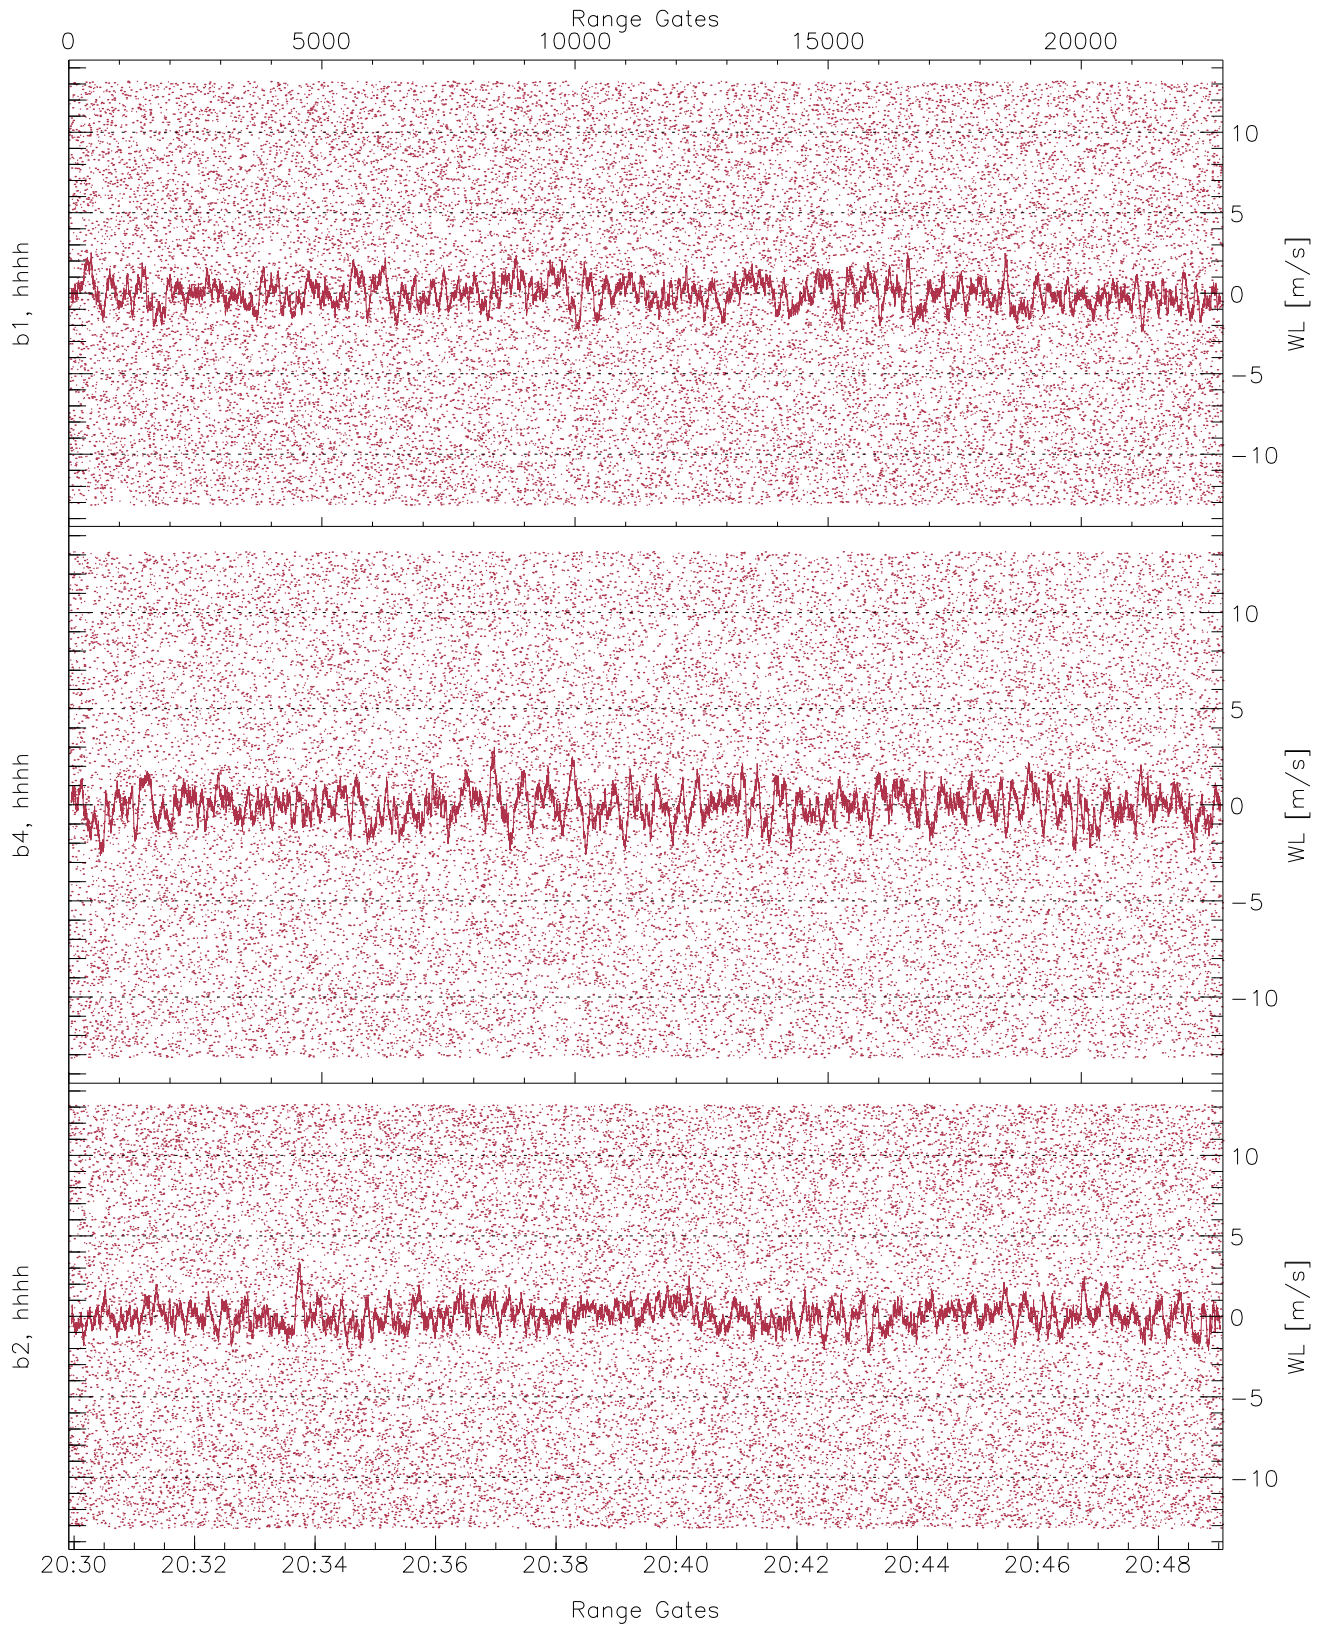 Range Gates
0 5000 10000 15000 20000
b1, hhhh
10
5
0
−5
−10
WL [m/s]
b4, hhhh
10
5
0
−5
−10
WL [m/s]
b2, hhhh
10
5
0
−5
−10
WL [m/s]
20:30 20:32 20:34 20:36 20:38 20:40 20:42 20:44 20:46 20:48
Range Gates